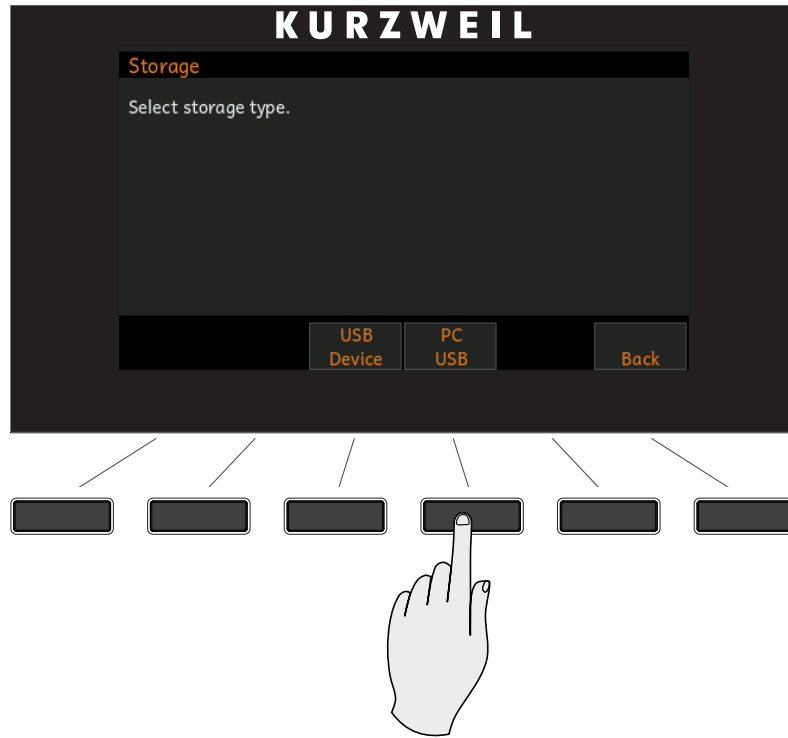 KURZWEIL
Storage
Select storage type.
USB PC
Device USB Back